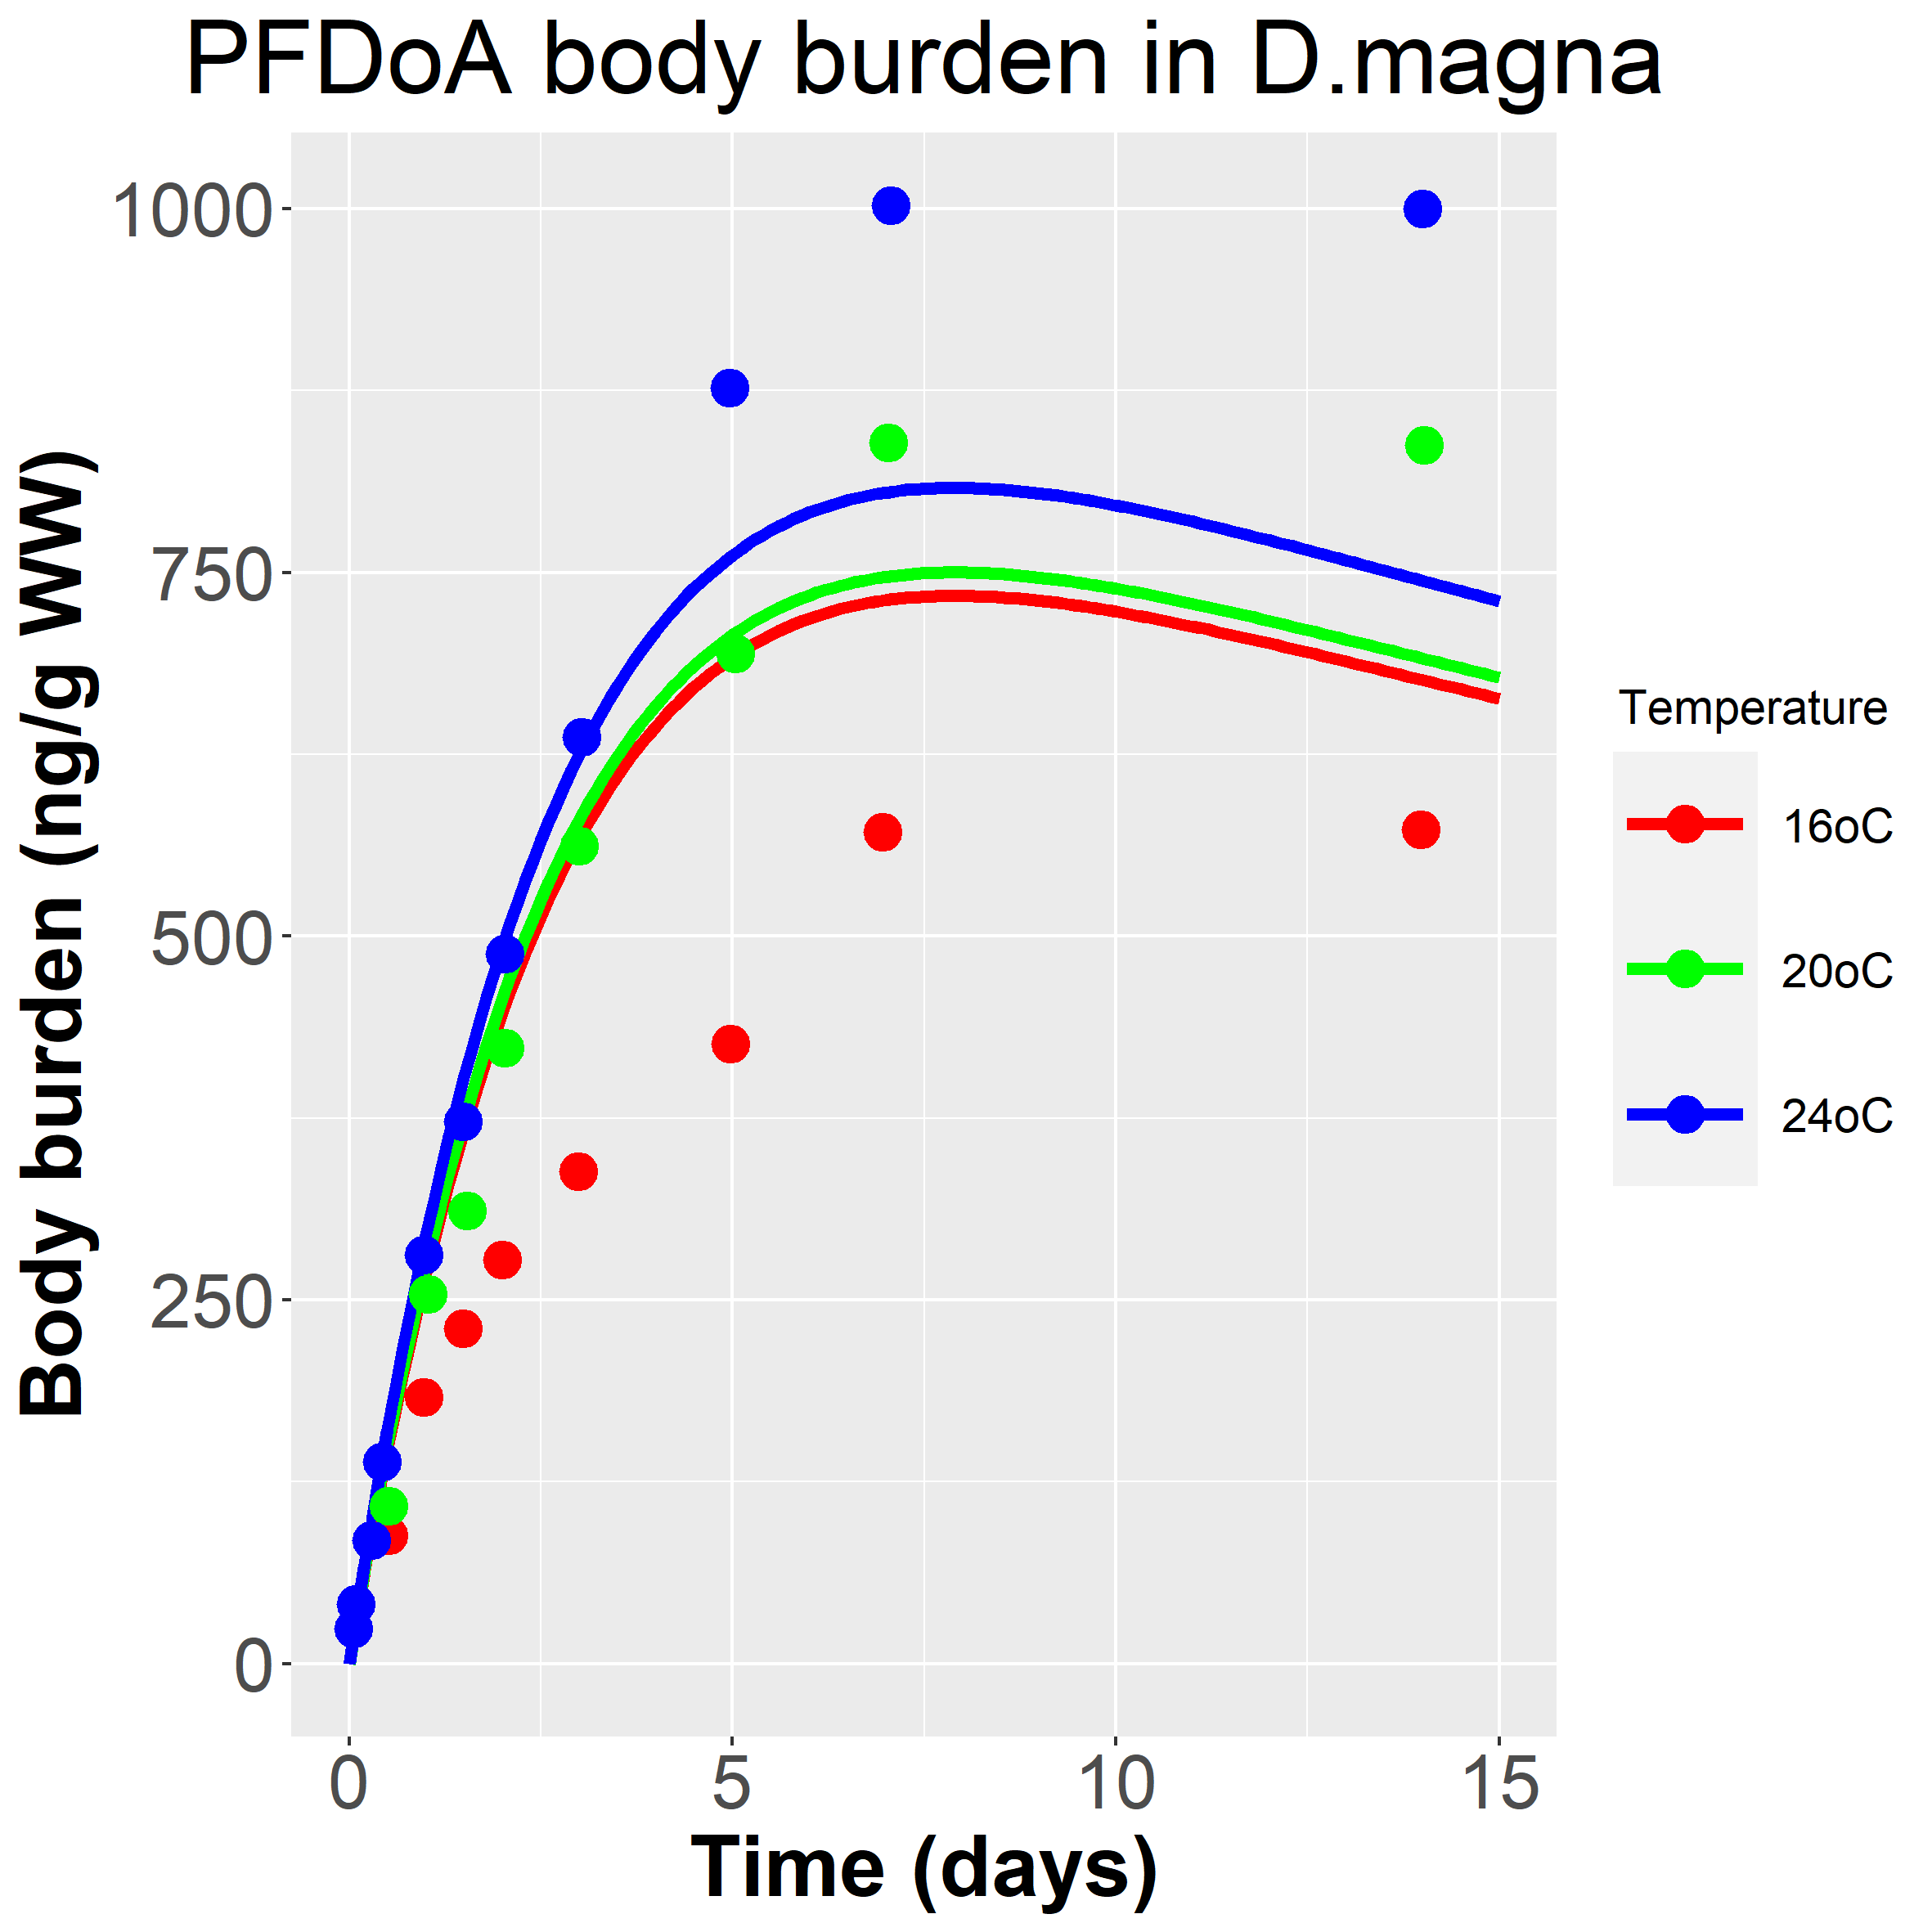 PFDoA body burden in D.magna
Body burden (ng/g WW)
1000
750
500
250
0
0 5 10 15
Time (days)
Temperature
16oC
20oC
24oC